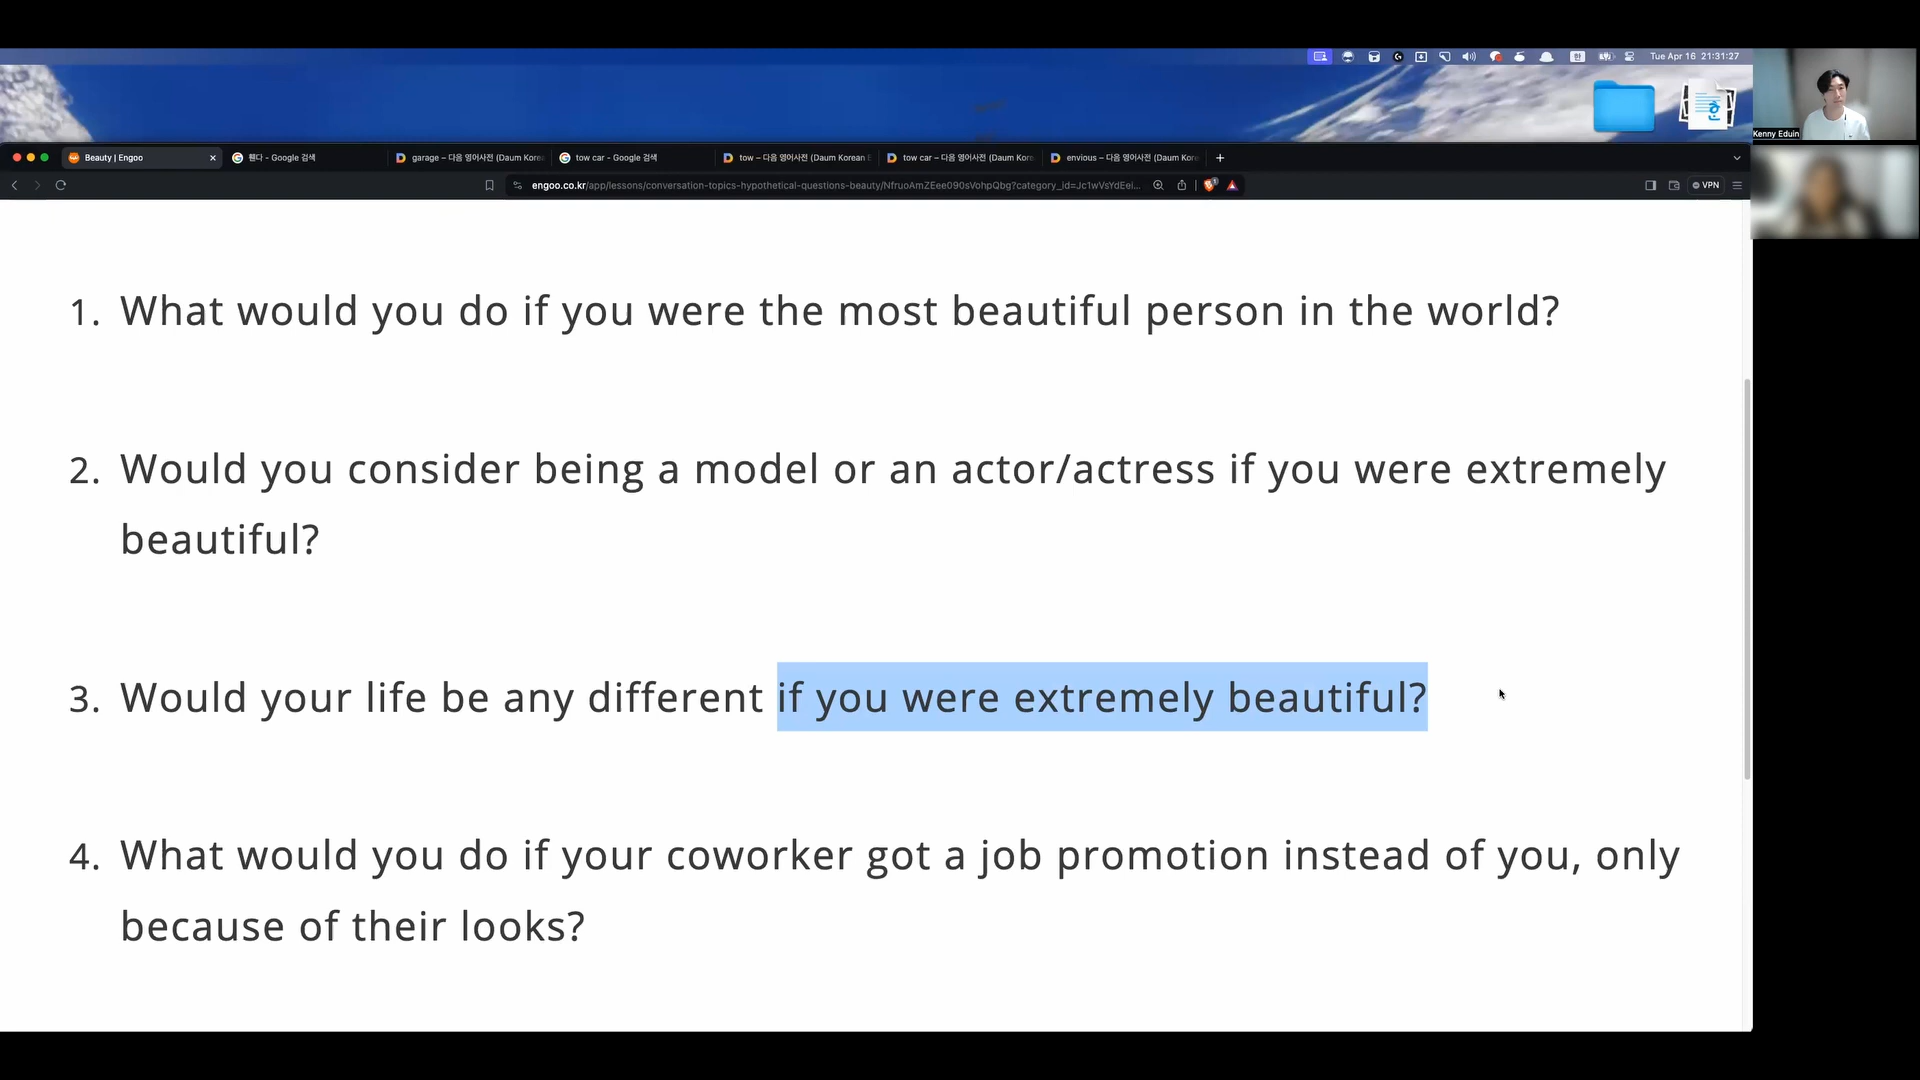 Tue Apr 16 21:31:27
Kenny Eduin
Beauty | Engoo
휀다 - Google 검색
garage – 다음 영어사전 (Daum Kore
tow car - Google 검색
tow – 다음 영어사전 (Daum Korean E
tow car – 다음 영어사전 (Daum Kor
envious – 다음 영어사전 (Daum Kor
engoo.co.kr/app/lessons/conversation-topics-hypothetical-questions-beauty/NfruoAmZEee090sVohpQbg?category_id=Jc1wVsYdEei...
VPN
1. What would you do if you were the most beautiful person in the world?
2. Would you consider being a model or an actor/actress if you were extremely
beautiful?
3. Would your life be any different if you were extremely beautiful?
4. What would you do if your coworker got a job promotion instead of you, only
because of their looks?